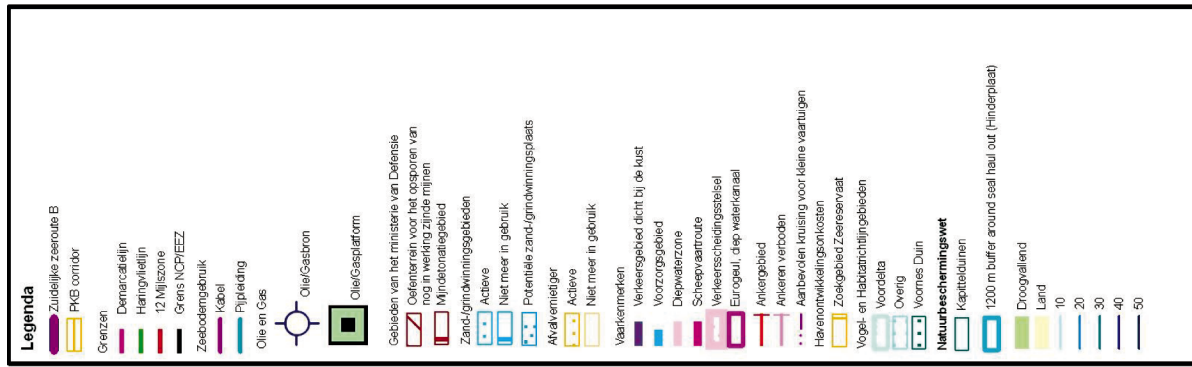 Legenda
Zuidelijke zeeroute B
PKB corridor
Grenzen
Demarcatielijn
Haringvlietlijn
12 Mijlszone
Grens NCP/EEZ
Zeebodemgebruik
Kabel
Pijpleiding
Olie en Gas
Olie/Gasbron
Olie/Gasplatform
Gebieden van het ministerie van Defensie
Oefenterrein voor het opsporen van
nog in werking zijnde mijnen
Mijndetonatiegebied
Zand-/grindwinningsgebieden
Actieve
Niet meer in gebruik
Potentiële zand-/grindwinningsplaats
Afvalvernietiger
Actieve
Niet meer in gebruik
Vaarkenmerken
Verkeersgebied dicht bij de kust
Voorzorgsgebied
Diepwaterzone
Scheepvaartroute
Verkeersscheidingsstelsel
Eurogeul, diep waterkanaal
Ankergebied
Ankeren verboden
Aanbevolen kruising voor kleine vaartuigen
Havenontwikkelingsonkosten
Zoekgebied Zeereservaat
Vogel- en Habitatrichtlijngebieden
Voordelta
Overig
Voornes Duin
Natuurbeschermingswet
Kapittelduinen
1200 m buffer around seal haul out (Hinderplaat)
Droogvallend
Land
10
20
30
40
50